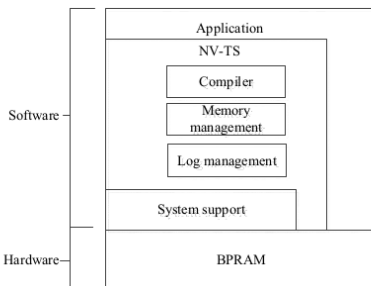 Application
NV-TS
Compiler
Memory
management
Software
Log management
System support
Hardware
BPRAM